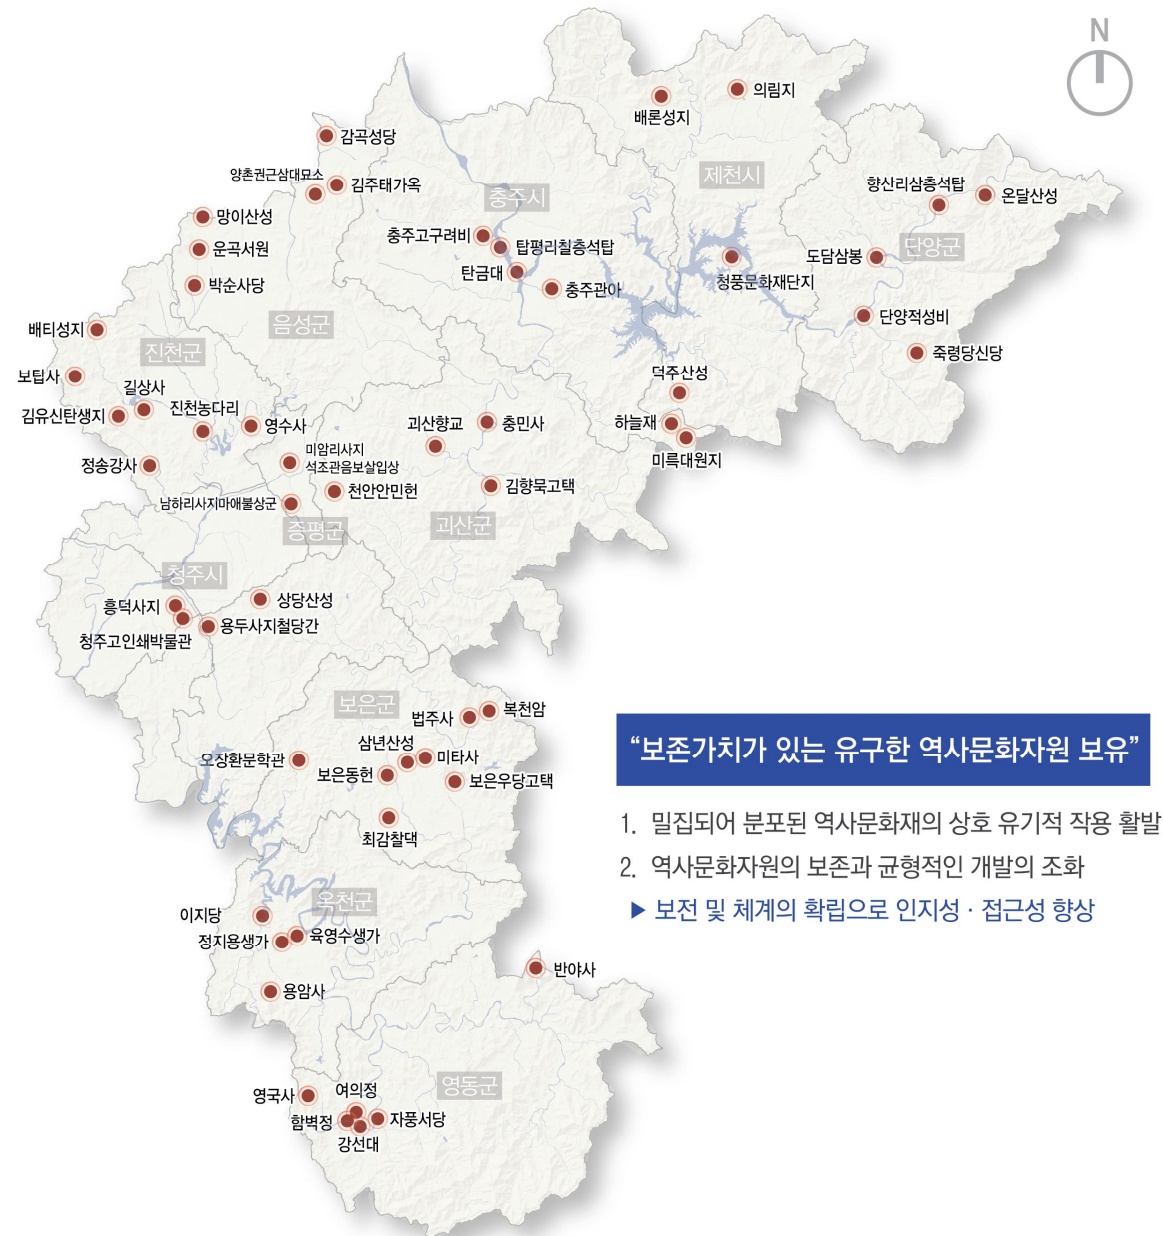 N
의림지
배론성지
감곡성당
양촌권근삼대묘소
김주태가옥
제천시
향산리삼층석탑
온달산성
충주시
망이산성
충주고구려비
탑평리칠층석탑
단양군
운곡서원
도담삼봉
탄금대
청풍문화재단지
박순사당
충주관아
음성군
단양적성비
배티성지
진천군
죽령당신당
보탑사
덕주산성
길상사
김유신탄생지
진천농다리
영수사
괴산향교
충민사
하늘재
미륵대원지
미암리사지
석조관음보살입상
정송강사
천안안민헌
김향묵고택
남하리사지마애불상군
증평군
괴산군
청주시
흥덕사지
상당산성
청주고인쇄박물관
용두사지철당간
보은군
법주사
복천암
삼년산성
미타사
오장환문학관
보은동헌
보은우당고택
최감찰댁
“보존가치가 있는 유구한 역사문화자원 보유”
1. 밀집되어 분포된 역사문화재의 상호 유기적 작용 활발
2. 역사문화자원의 보존과 균형적인 개발의 조화
▶ 보전 및 체계의 확립으로 인지성 · 접근성 향상
옥천군
이지당
정지용생가
육영수생가
반야사
용암사
영동군
영국사
여의정
함벽정
자풍서당
강선대